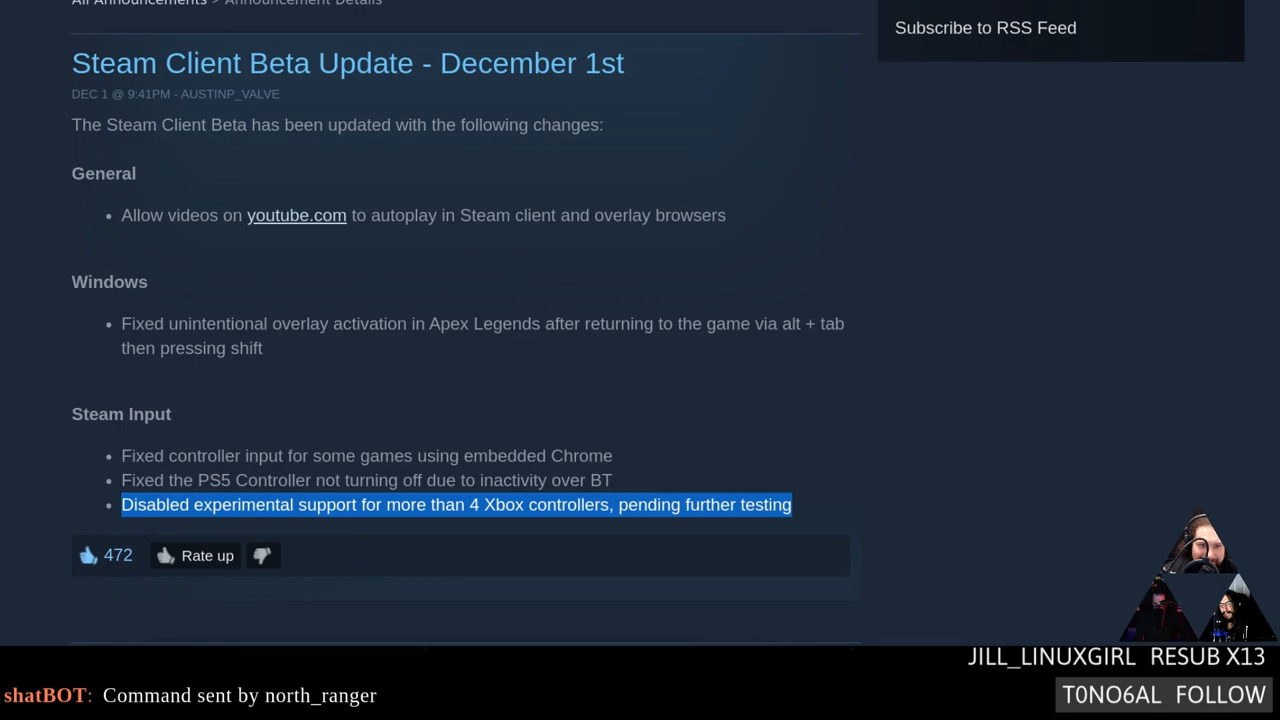 All Announcements > Announcement Details
Subscribe to RSS Feed
Steam Client Beta Update - December 1st
DEC 1 @ 9:41PM - AUSTINP_VALVE
The Steam Client Beta has been updated with the following changes:
General
• Allow videos on youtube.com to autoplay in Steam client and overlay browsers
Windows
• Fixed unintentional overlay activation in Apex Legends after returning to the game via alt + tab
then pressing shift
Steam Input
• Fixed controller input for some games using embedded Chrome
• Fixed the PS5 Controller not turning off due to inactivity over BT
• Disabled experimental support for more than 4 Xbox controllers, pending further testing
472 Rate up
JILL_LINUXGIRL RESUB X13
shatBOT: Command sent by north_ranger
T0NO6AL FOLLOW